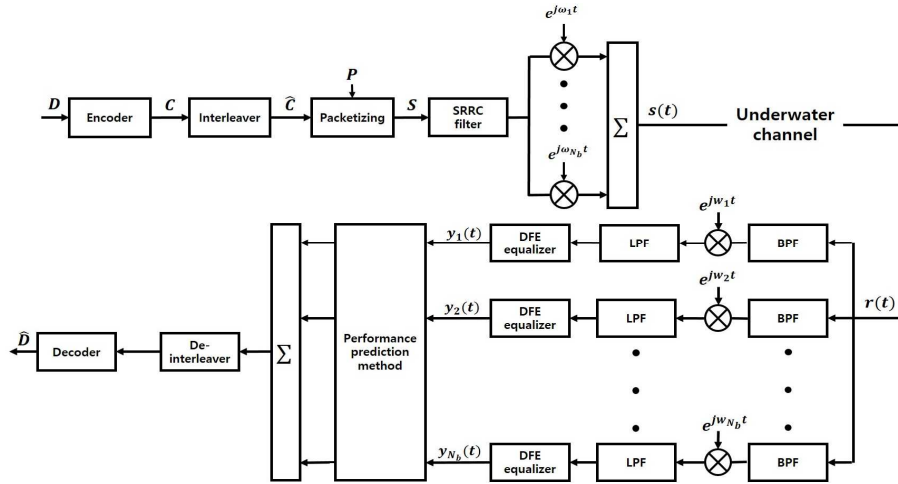 e^{jω_1 t}
P
D
C
Ĉ
S
Encoder
Interleaver
Packetizing
SRRC
filter
Σ
s(t)
Underwater
channel
e^{jω_{N_b} t}
e^{jw_1 t}
y_1(t)
DFE
equalizer
LPF
BPF
e^{jw_2 t}
y_2(t)
DFE
equalizer
LPF
BPF
r(t)
D̂
Decoder
De-
interleaver
Σ
Performance
prediction
method
e^{jw_{N_b} t}
y_{N_b}(t)
DFE
equalizer
LPF
BPF